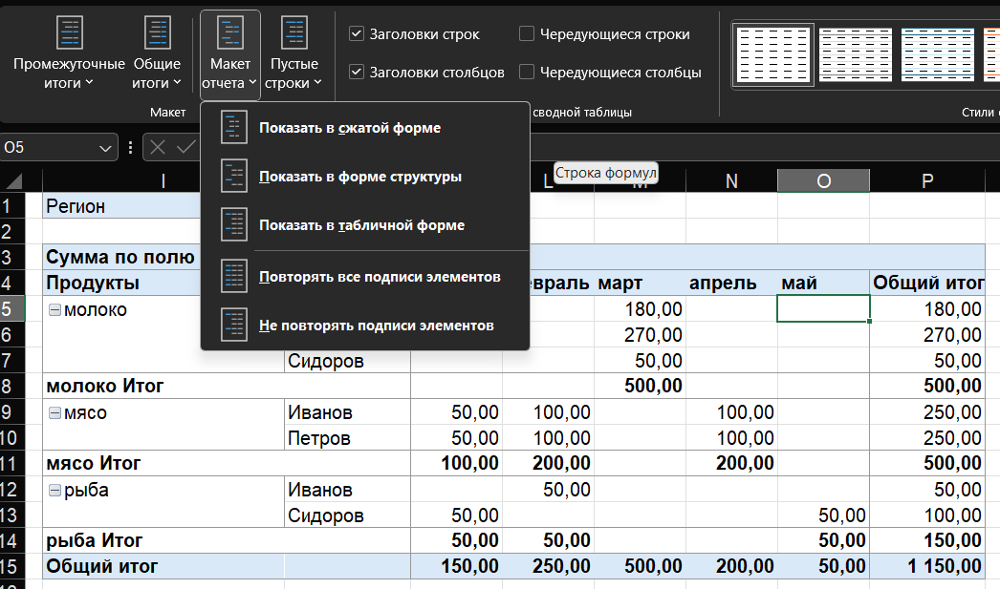 Промежуточные итоги
Общие итоги
Макет отчета
Пустые строки
Заголовки строк
Чередующиеся строки
Заголовки столбцов
Чередующиеся столбцы
Макет
сводной таблицы
Стили
Показать в сжатой форме
Показать в форме структуры
Показать в табличной форме
Повторять все подписи элементов
Не повторять подписи элементов
O5
Строка формул
I L M N O P
1 Регион
2
3 Сумма по полю
4 Продукты евраль март апрель май Общий итог
5 молоко 180,00 180,00
6 270,00 270,00
7 Сидоров 50,00 50,00
8 молоко Итог 500,00 500,00
9 мясо Иванов 50,00 100,00 100,00 250,00
10 Петров 50,00 100,00 100,00 250,00
11 мясо Итог 100,00 200,00 200,00 500,00
12 рыба Иванов 50,00 50,00
13 Сидоров 50,00 50,00 100,00
14 рыба Итог 50,00 50,00 50,00 150,00
15 Общий итог 150,00 250,00 500,00 200,00 50,00 1 150,00